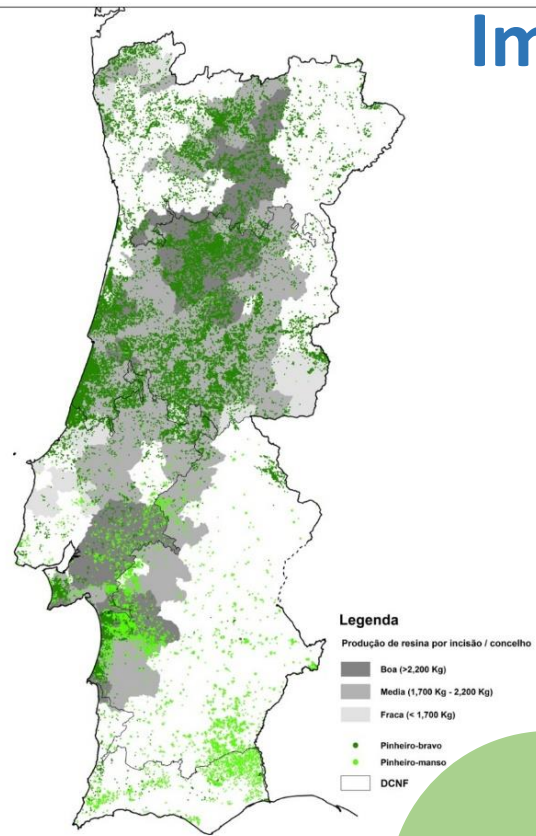 Im
Legenda
Produção de resina por incisão / concelho
Boa (>2,200 Kg)
Media (1,700 Kg - 2,200 Kg)
Fraca (< 1,700 Kg)
Pinheiro-bravo
Pinheiro-manso
DCNF